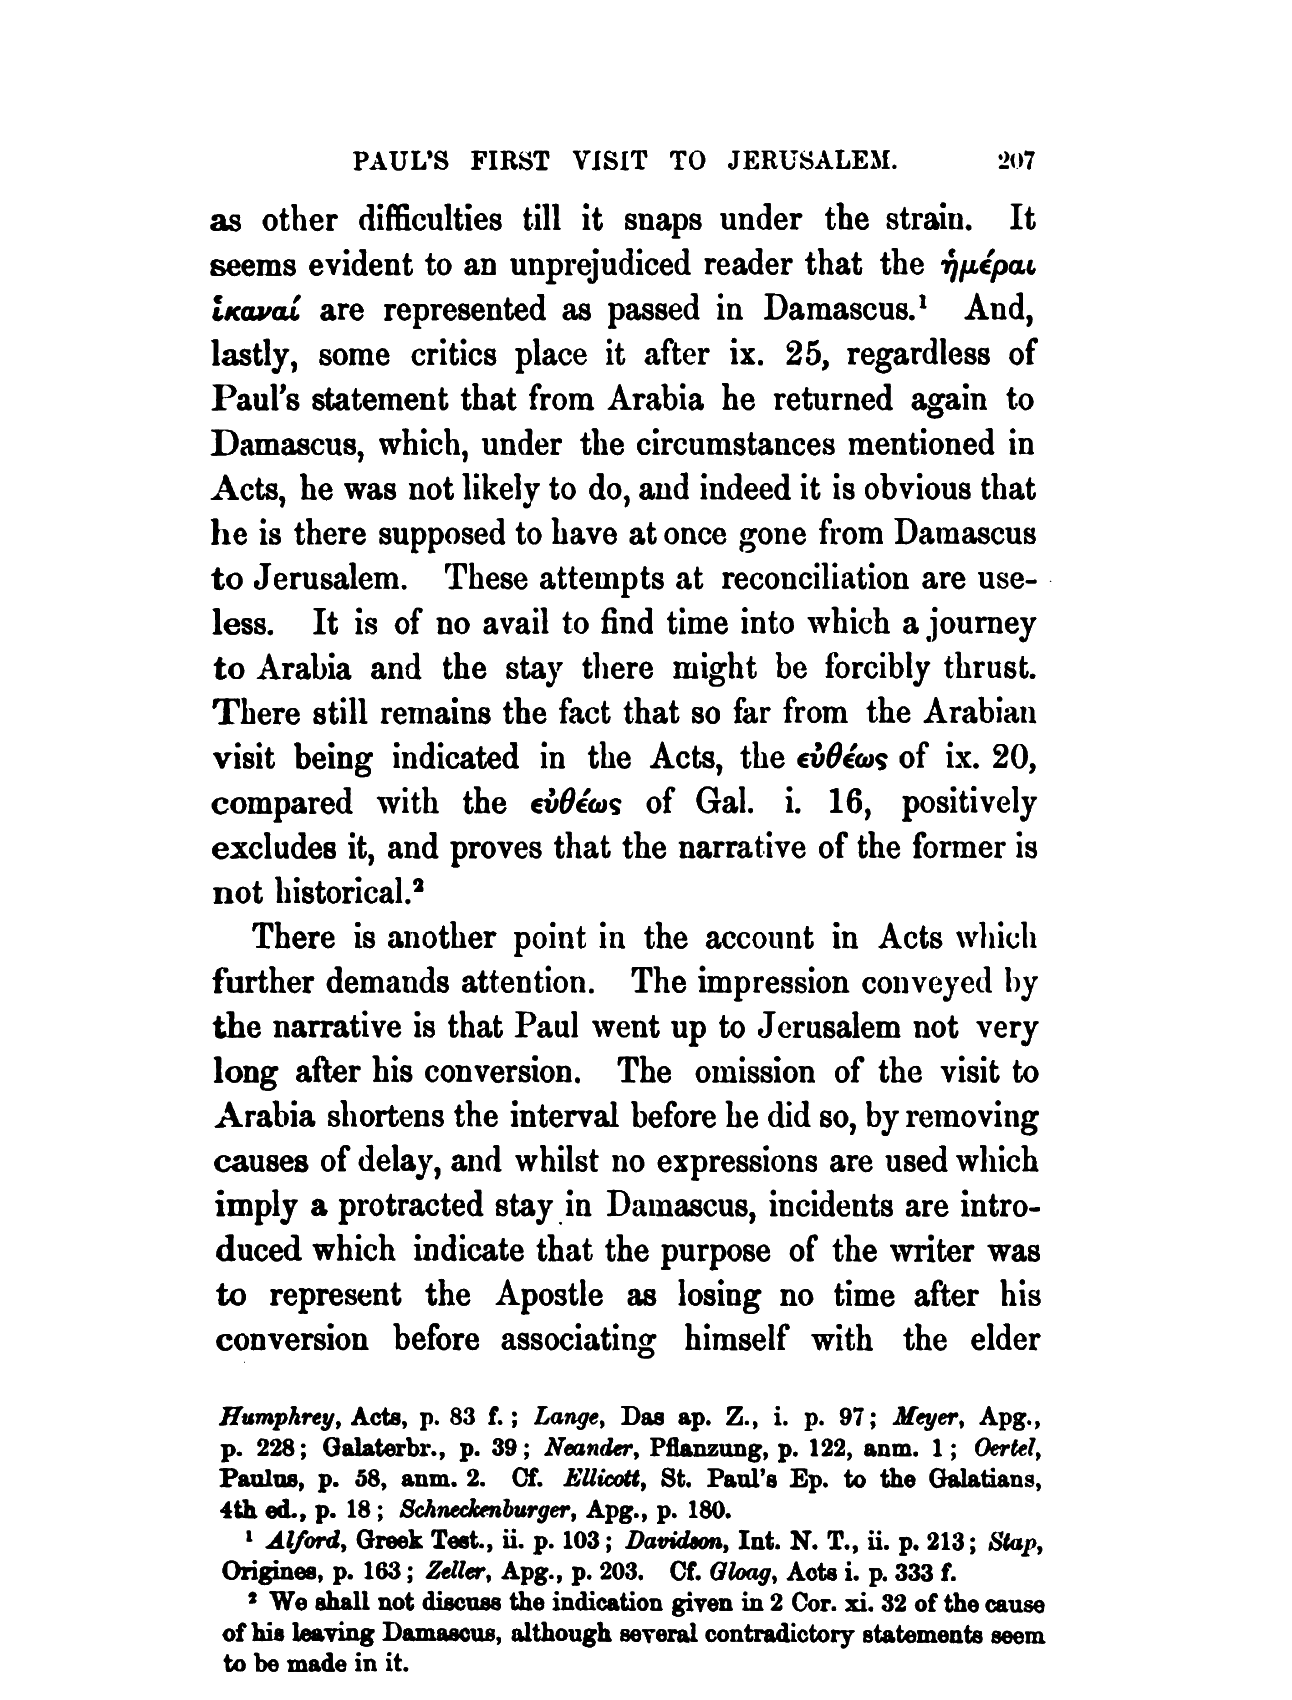 PAUL'S FIRST VISIT TO JERUSALEM. 207
as other difficulties till it snaps under the strain. It
seems evident to an unprejudiced reader that the ἡμέραι
ἱκαναί are represented as passed in Damascus.¹ And,
lastly, some critics place it after ix. 25, regardless of
Paul's statement that from Arabia he returned again to
Damascus, which, under the circumstances mentioned in
Acts, he was not likely to do, and indeed it is obvious that
he is there supposed to have at once gone from Damascus
to Jerusalem. These attempts at reconciliation are use-
less. It is of no avail to find time into which a journey
to Arabia and the stay there might be forcibly thrust.
There still remains the fact that so far from the Arabian
visit being indicated in the Acts, the εὐθέως of ix. 20,
compared with the εὐθέως of Gal. i. 16, positively
excludes it, and proves that the narrative of the former is
not historical.²
There is another point in the account in Acts which
further demands attention. The impression conveyed by
the narrative is that Paul went up to Jerusalem not very
long after his conversion. The omission of the visit to
Arabia shortens the interval before he did so, by removing
causes of delay, and whilst no expressions are used which
imply a protracted stay in Damascus, incidents are intro-
duced which indicate that the purpose of the writer was
to represent the Apostle as losing no time after his
conversion before associating himself with the elder
Humphrey, Acts, p. 83 f.; Lange, Das ap. Z., i. p. 97; Meyer, Apg.,
p. 228; Galaterbr., p. 39; Neander, Pflanzung, p. 122, anm. 1; Oertel,
Paulus, p. 58, anm. 2. Cf. Ellicott, St. Paul's Ep. to the Galatians,
4th ed., p. 18; Schneckenburger, Apg., p. 180.
¹ Alford, Greek Test., ii. p. 103; Davidson, Int. N. T., ii. p. 213; Stap,
Origines, p. 163; Zeller, Apg., p. 203. Cf. Gloag, Acts i. p. 333 f.
² We shall not discuss the indication given in 2 Cor. xi. 32 of the cause
of his leaving Damascus, although several contradictory statements seem
to be made in it.